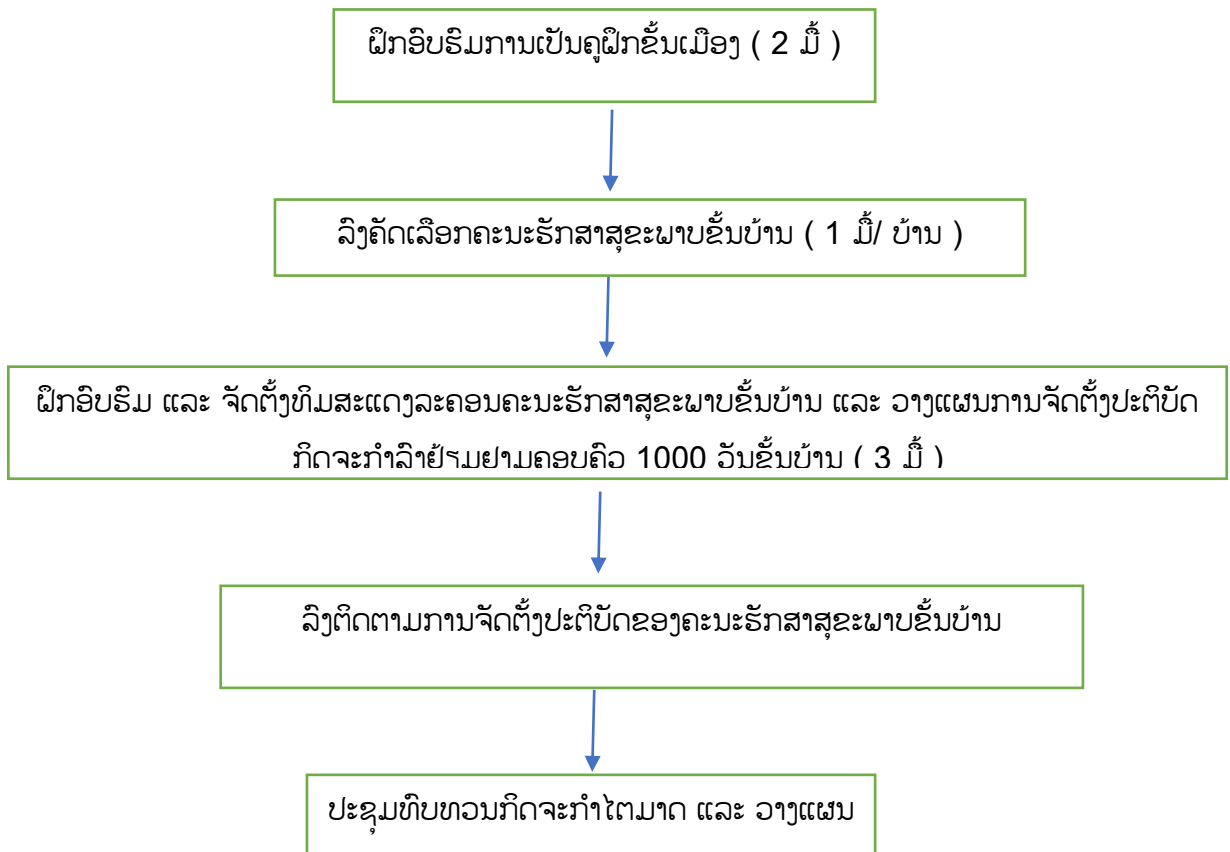 ຝຶກອົບຮົມການເປັນຄູຝຶກຂັ້ນເມືອງ ( 2 ມື້ )
ລົງຄັດເລືອກຄະນະຮັກສາສຸຂະພາບຂັ້ນບ້ານ ( 1 ມື້/ ບ້ານ )
ຝຶກອົບຮົມ ແລະ ຈັດຕັ້ງທິມສະແດງລະຄອນຄະນະຮັກສາສຸຂະພາບຂັ້ນບ້ານ ແລະ ວາງແຜນການຈັດຕັ້ງປະຕິບັດ
ກິດຈະກຳລົງຢ້ຽມຢາມຄອບຄົວ 1000 ວັນຂັ້ນບ້ານ ( 3 ມື້ )
ລົງຕິດຕາມການຈັດຕັ້ງປະຕິບັດຂອງຄະນະຮັກສາສຸຂະພາບຂັ້ນບ້ານ
ປະຊຸມທົບທວນກິດຈະກຳໄຕມາດ ແລະ ວາງແຜນ